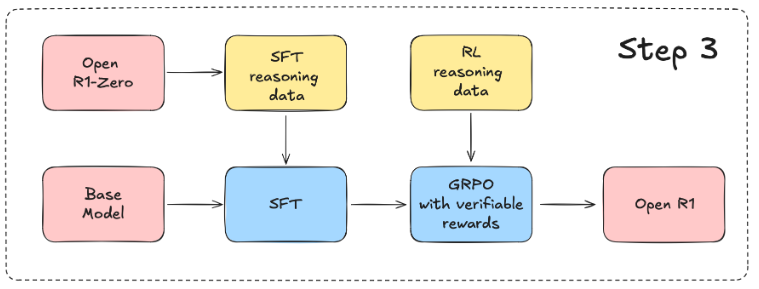 Step 3
Open
R1-Zero
SFT
reasoning
data
RL
reasoning
data
Base
Model
SFT
GRPO
with verifiable
rewards
Open R1